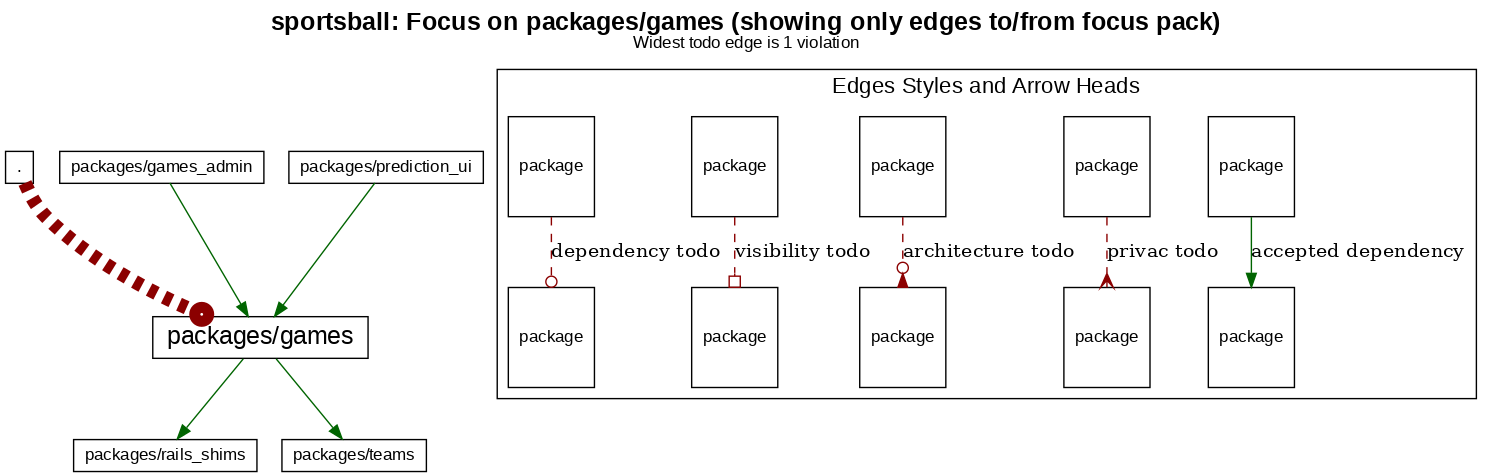 sportsball: Focus on packages/games (showing only edges to/from focus pack)
Widest todo edge is 1 violation
.
packages/games_admin
packages/prediction_ui
packages/games
packages/rails_shims
packages/teams
Edges Styles and Arrow Heads
package
package
package
package
package
dependency todo
visibility todo
architecture todo
privac todo
accepted dependency
package
package
package
package
package